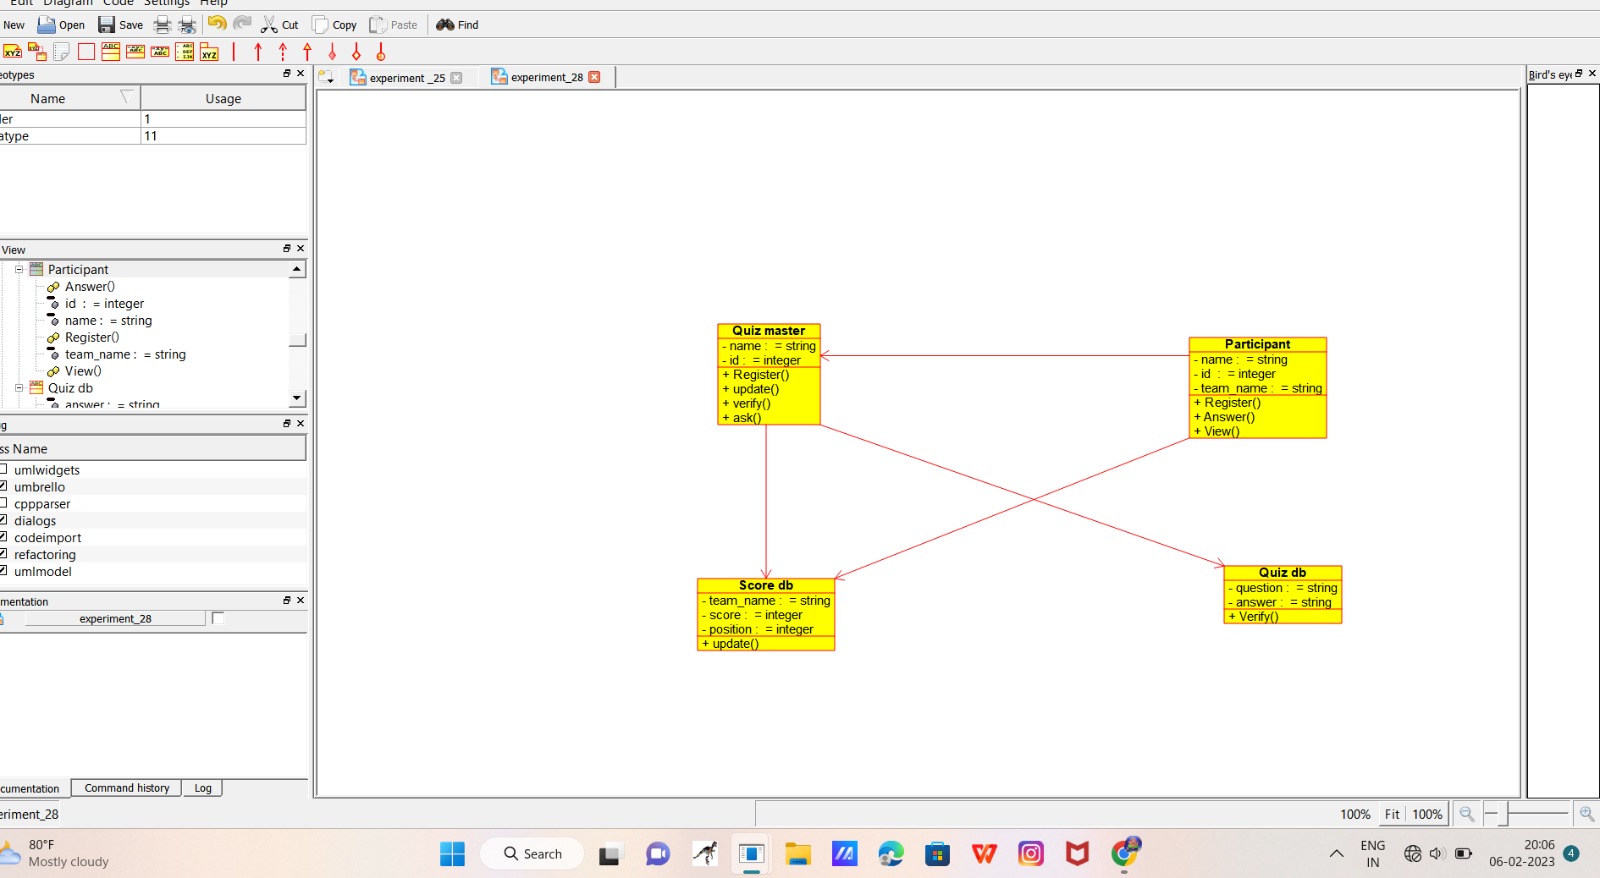 Edit Diagram Code Settings Help
New Open Save Cut Copy Paste Find
XYZ
ABC
XYZ
experiment _25
experiment_28
Bird's eye
eotypes
Name Usage
ler 1
atype 11
View
Participant
Answer()
id : = integer
name : = string
Register()
team_name : = string
View()
Quiz db
answer : = string
g
ss Name
umlwidgets
umbrello
cppparser
dialogs
codeimport
refactoring
umlmodel
mentation
experiment_28
cumentation Command history Log
Quiz master
- name : = string
- id : = integer
+ Register()
+ update()
+ verify()
+ ask()
Participant
- name : = string
- id : = integer
- team_name : = string
+ Register()
+ Answer()
+ View()
Score db
- team_name : = string
- score : = integer
- position : = integer
+ update()
Quiz db
- question : = string
- answer : = string
+ Verify()
eriment_28
100% Fit 100%
80°F
Mostly cloudy
Search
ENG
IN
20:06
06-02-2023
4